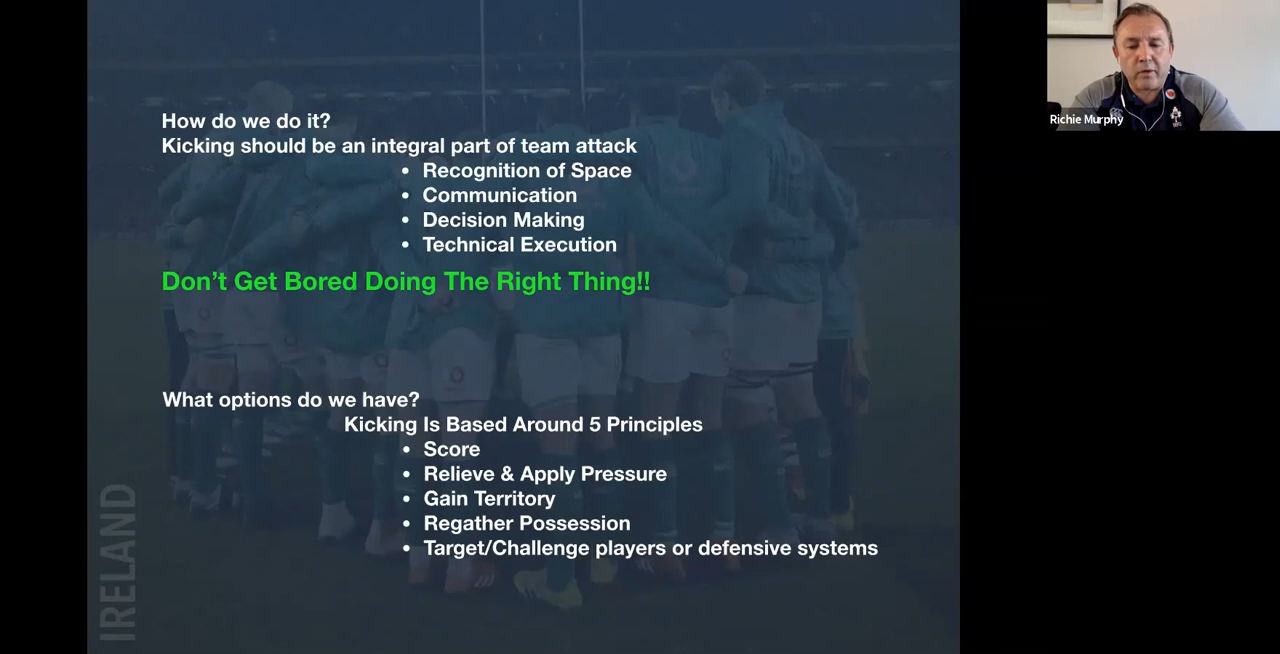 How do we do it?
Kicking should be an integral part of team attack
• Recognition of Space
• Communication
• Decision Making
• Technical Execution
Don't Get Bored Doing The Right Thing!!
What options do we have?
Kicking Is Based Around 5 Principles
• Score
• Relieve & Apply Pressure
• Gain Territory
• Regather Possession
• Target/Challenge players or defensive systems
IRELAND
Richie Murphy